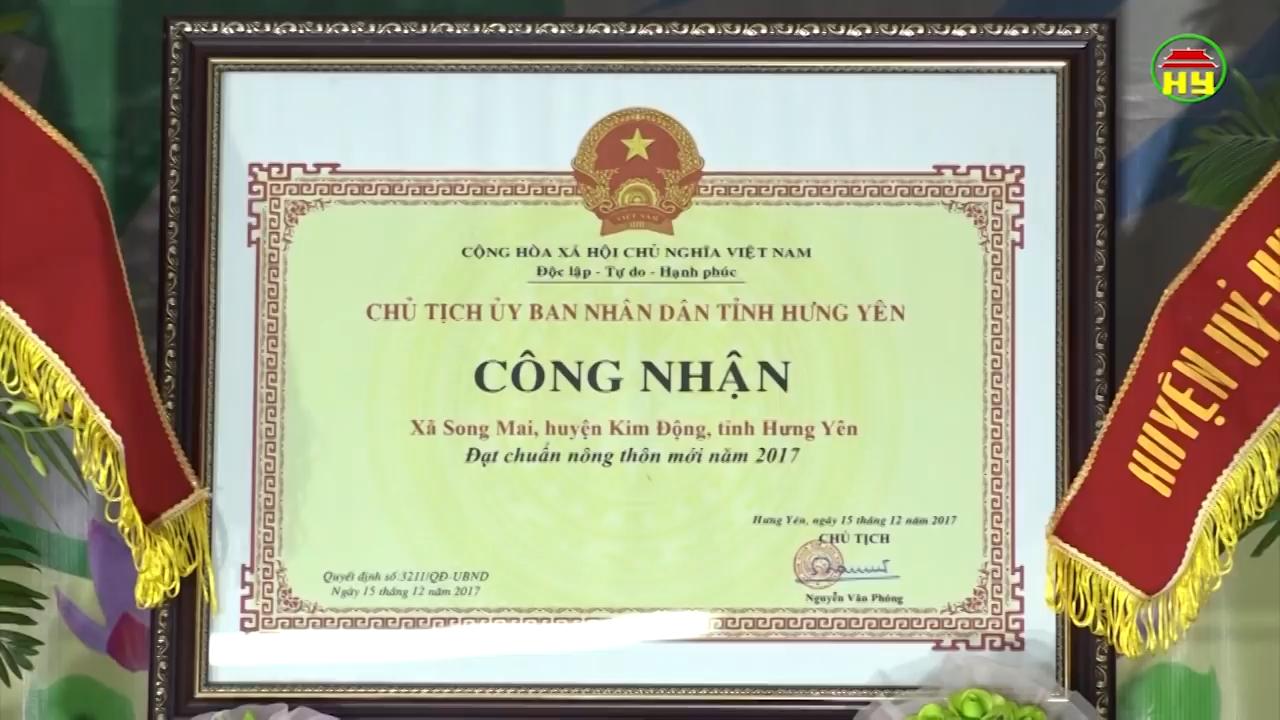 HY
VIỆT NAM
CỘNG HÒA XÃ HỘI CHỦ NGHĨA VIỆT NAM
Độc lập - Tự do - Hạnh phúc
CHỦ TỊCH ỦY BAN NHÂN DÂN TỈNH HƯNG YÊN
CÔNG NHẬN
Xã Song Mai, huyện Kim Động, tỉnh Hưng Yên
Đạt chuẩn nông thôn mới năm 2017
Hưng Yên, ngày 15 tháng 12 năm 2017
CHỦ TỊCH
Nguyễn Văn Phóng
Quyết định số:3211/QĐ-UBND
Ngày 15 tháng 12 năm 2017
HUYỆN ỦY-